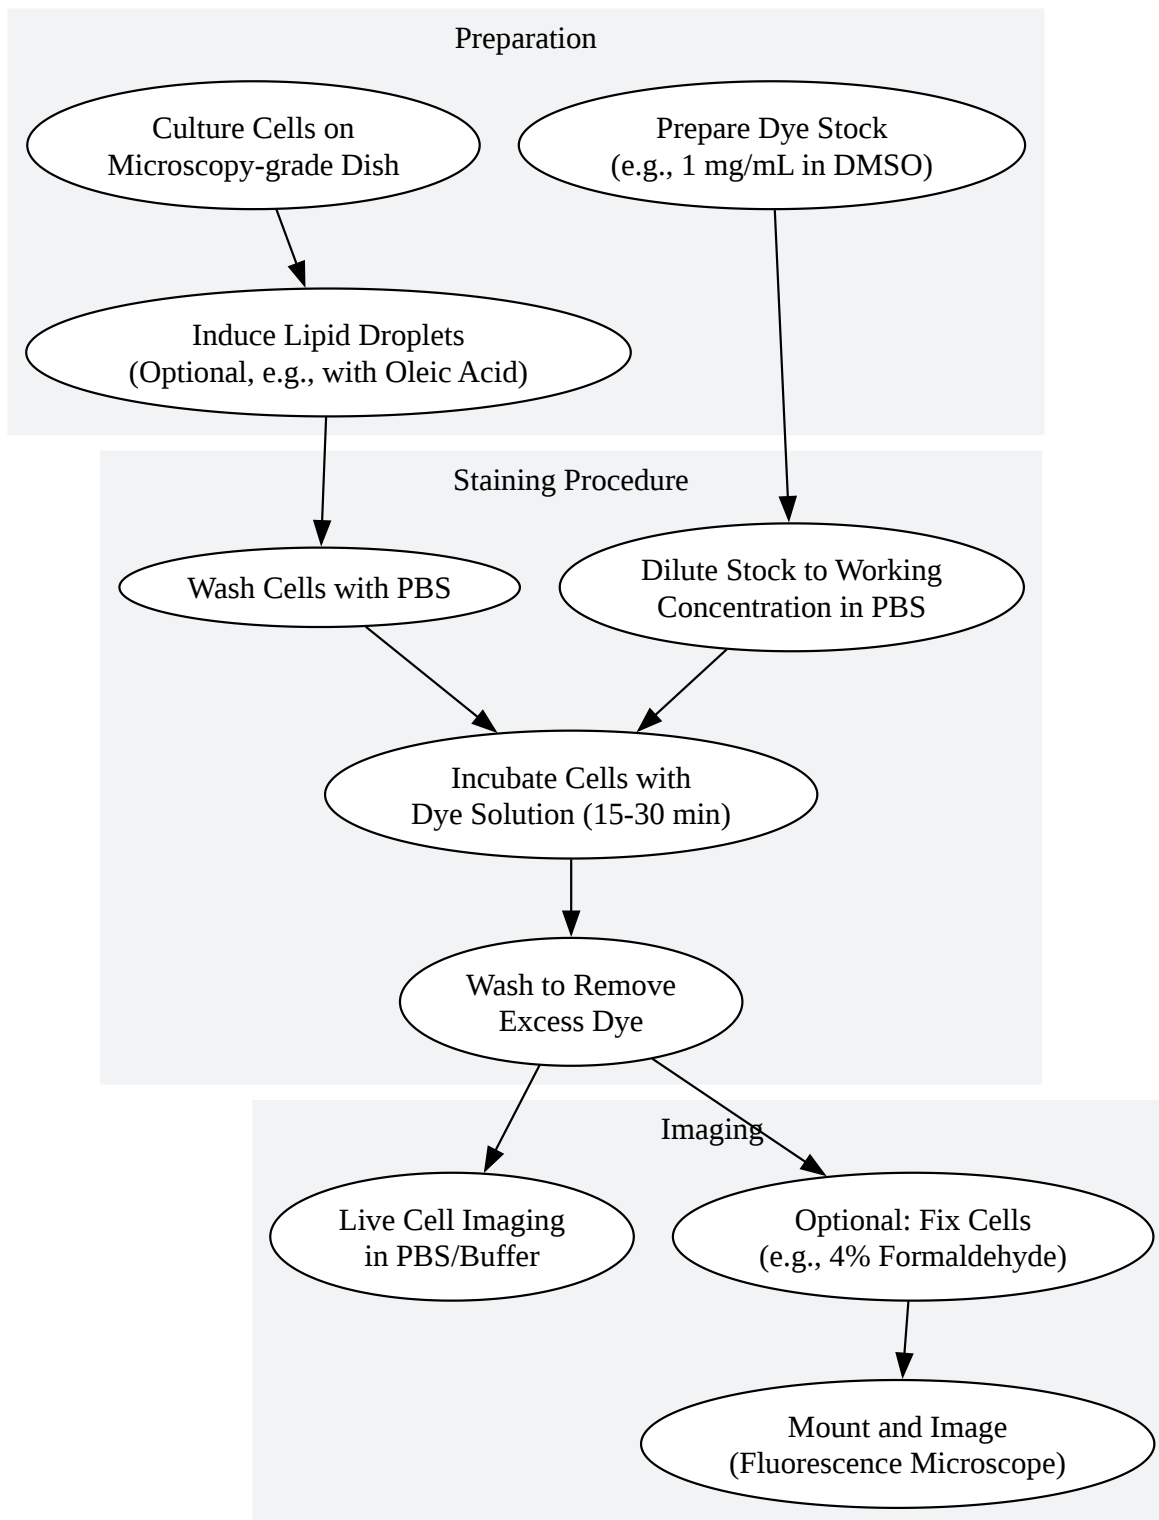 Preparation
Culture Cells on
Microscopy-grade Dish
Prepare Dye Stock
(e.g., 1 mg/mL in DMSO)
Induce Lipid Droplets
(Optional, e.g., with Oleic Acid)
Staining Procedure
Wash Cells with PBS
Dilute Stock to Working
Concentration in PBS
Incubate Cells with
Dye Solution (15-30 min)
Wash to Remove
Excess Dye
Imaging
Live Cell Imaging
in PBS/Buffer
Optional: Fix Cells
(e.g., 4% Formaldehyde)
Mount and Image
(Fluorescence Microscope)